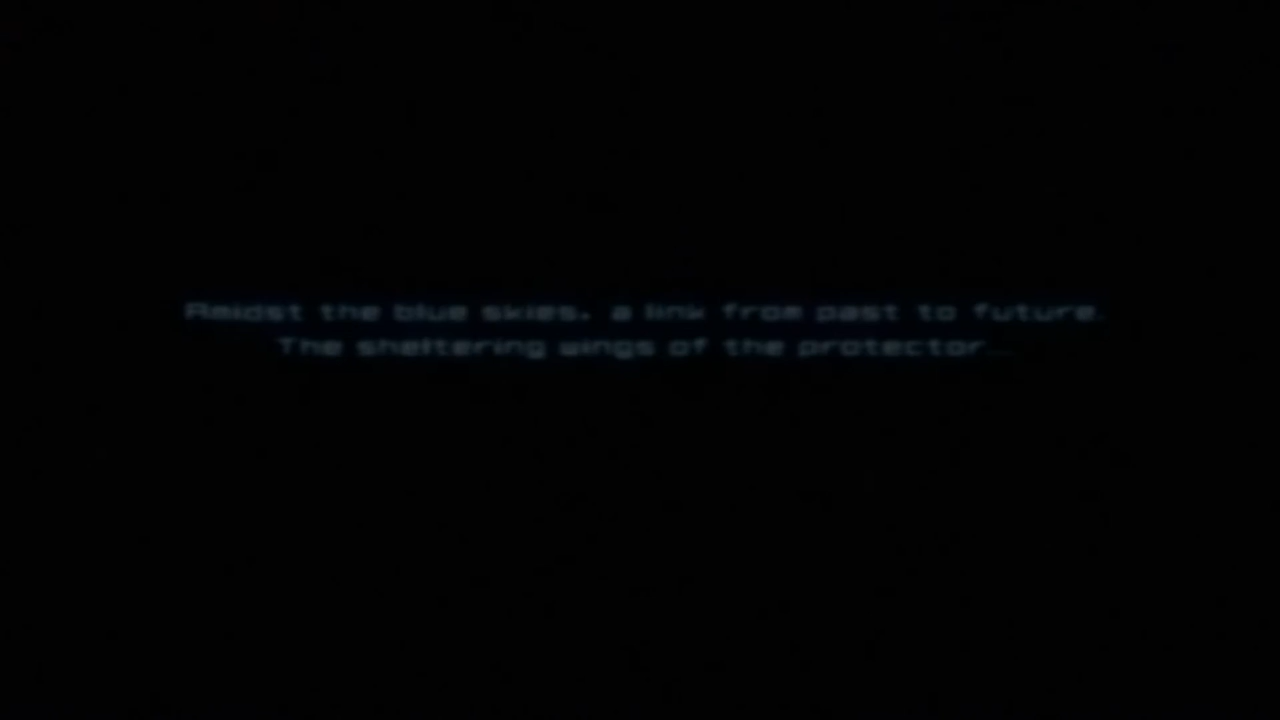 Amidst the blue skies, a link from past to future.
The sheltering wings of the protector...